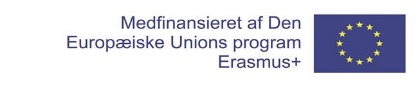 Medfinansieret af Den
Europæiske Unions program
Erasmus+